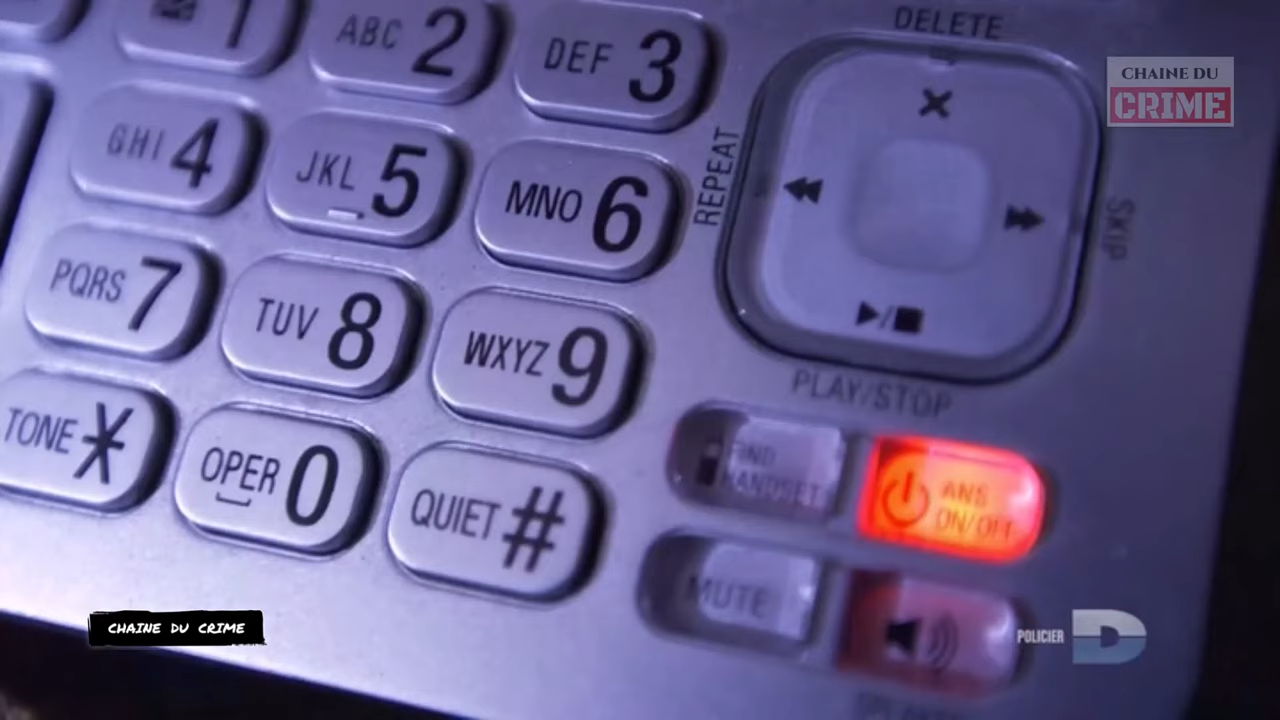 DELETE
CHAINE DU
CRIME
1
ABC 2
DEF 3
GHI 4
JKL 5
MNO 6
REPEAT
SKIP
PQRS 7
TUV 8
WXYZ 9
PLAY/STOP
TONE *
OPER 0
QUIET #
FIND
HANDSET
ANS
ON/OFF
MUTE
CHAINE DU CRIME
POLICIER D